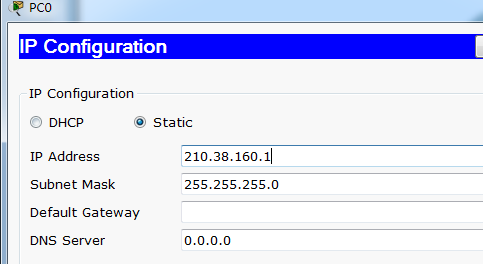 PC0
IP Configuration
IP Configuration
DHCP Static
IP Address 210.38.160.1
Subnet Mask 255.255.255.0
Default Gateway
DNS Server 0.0.0.0